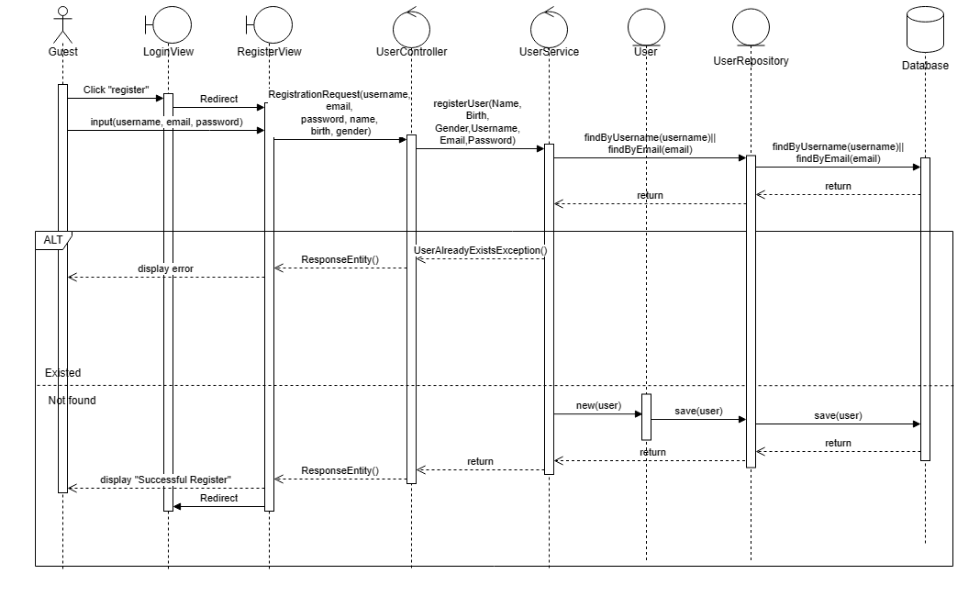 Guest
LoginView
RegisterView
UserController
UserService
User
UserRepository
Database
Click "register"
Redirect
RegistrationRequest(username,
email,
password, name,
birth, gender)
registerUser(Name,
Birth,
Gender,Username,
Email,Password)
input(username, email, password)
findByUsername(username)||
findByEmail(email)
findByUsername(username)||
findByEmail(email)
return
return
ALT
UserAlreadyExistsException()
ResponseEntity()
display error
Existed
Not found
new(user)
save(user)
save(user)
return
return
return
ResponseEntity()
display "Successful Register"
Redirect